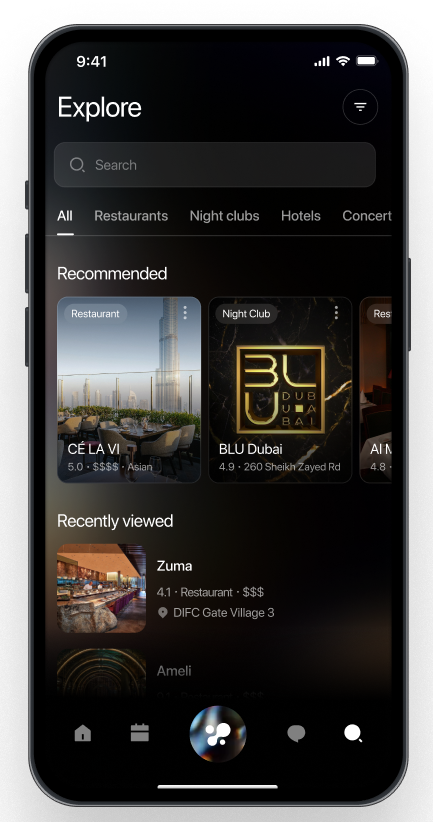 9:41
Explore
Search
All Restaurants Night clubs Hotels Concert
Recommended
Restaurant
CÉ LA VI
5.0 · $$$$ · Asian
Night Club
BLU
DUB
U A
BAI
BLU Dubai
4.9 · 260 Sheikh Zayed Rd
Res
Al M
4.8 ·
Recently viewed
Zuma
4.1 · Restaurant · $$$
DIFC Gate Village 3
Ameli